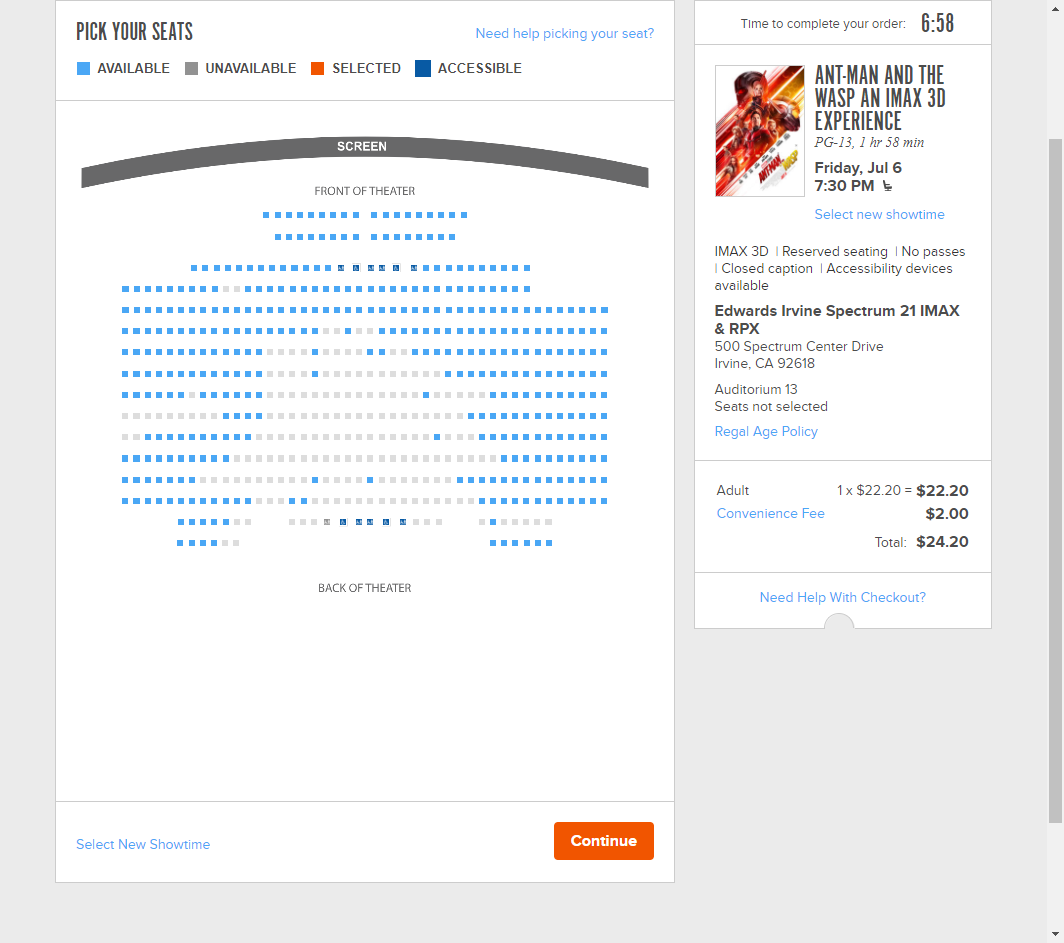 PICK YOUR SEATS
Need help picking your seat?
AVAILABLE UNAVAILABLE SELECTED ACCESSIBLE
SCREEN
FRONT OF THEATER
BACK OF THEATER
Select New Showtime
Continue
Time to complete your order: 6:58
ANT-MAN AND THE
WASP AN IMAX 3D
EXPERIENCE
PG-13, 1 hr 58 min
Friday, Jul 6
7:30 PM
Select new showtime
IMAX 3D | Reserved seating | No passes
| Closed caption | Accessibility devices
available
Edwards Irvine Spectrum 21 IMAX
& RPX
500 Spectrum Center Drive
Irvine, CA 92618
Auditorium 13
Seats not selected
Regal Age Policy
Adult 1 x $22.20 = $22.20
Convenience Fee $2.00
Total: $24.20
Need Help With Checkout?